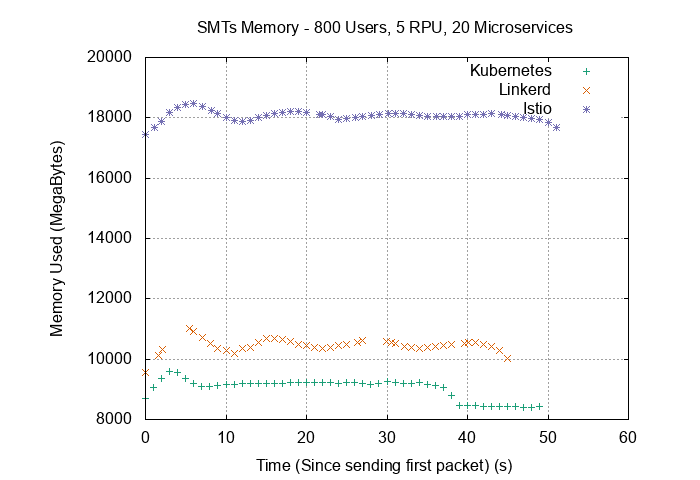 SMTs Memory - 800 Users, 5 RPU, 20 Microservices
20000
18000
16000
14000
12000
10000
8000
Memory Used (MegaBytes)
Kubernetes
Linkerd
Istio
0 10 20 30 40 50 60
Time (Since sending first packet) (s)